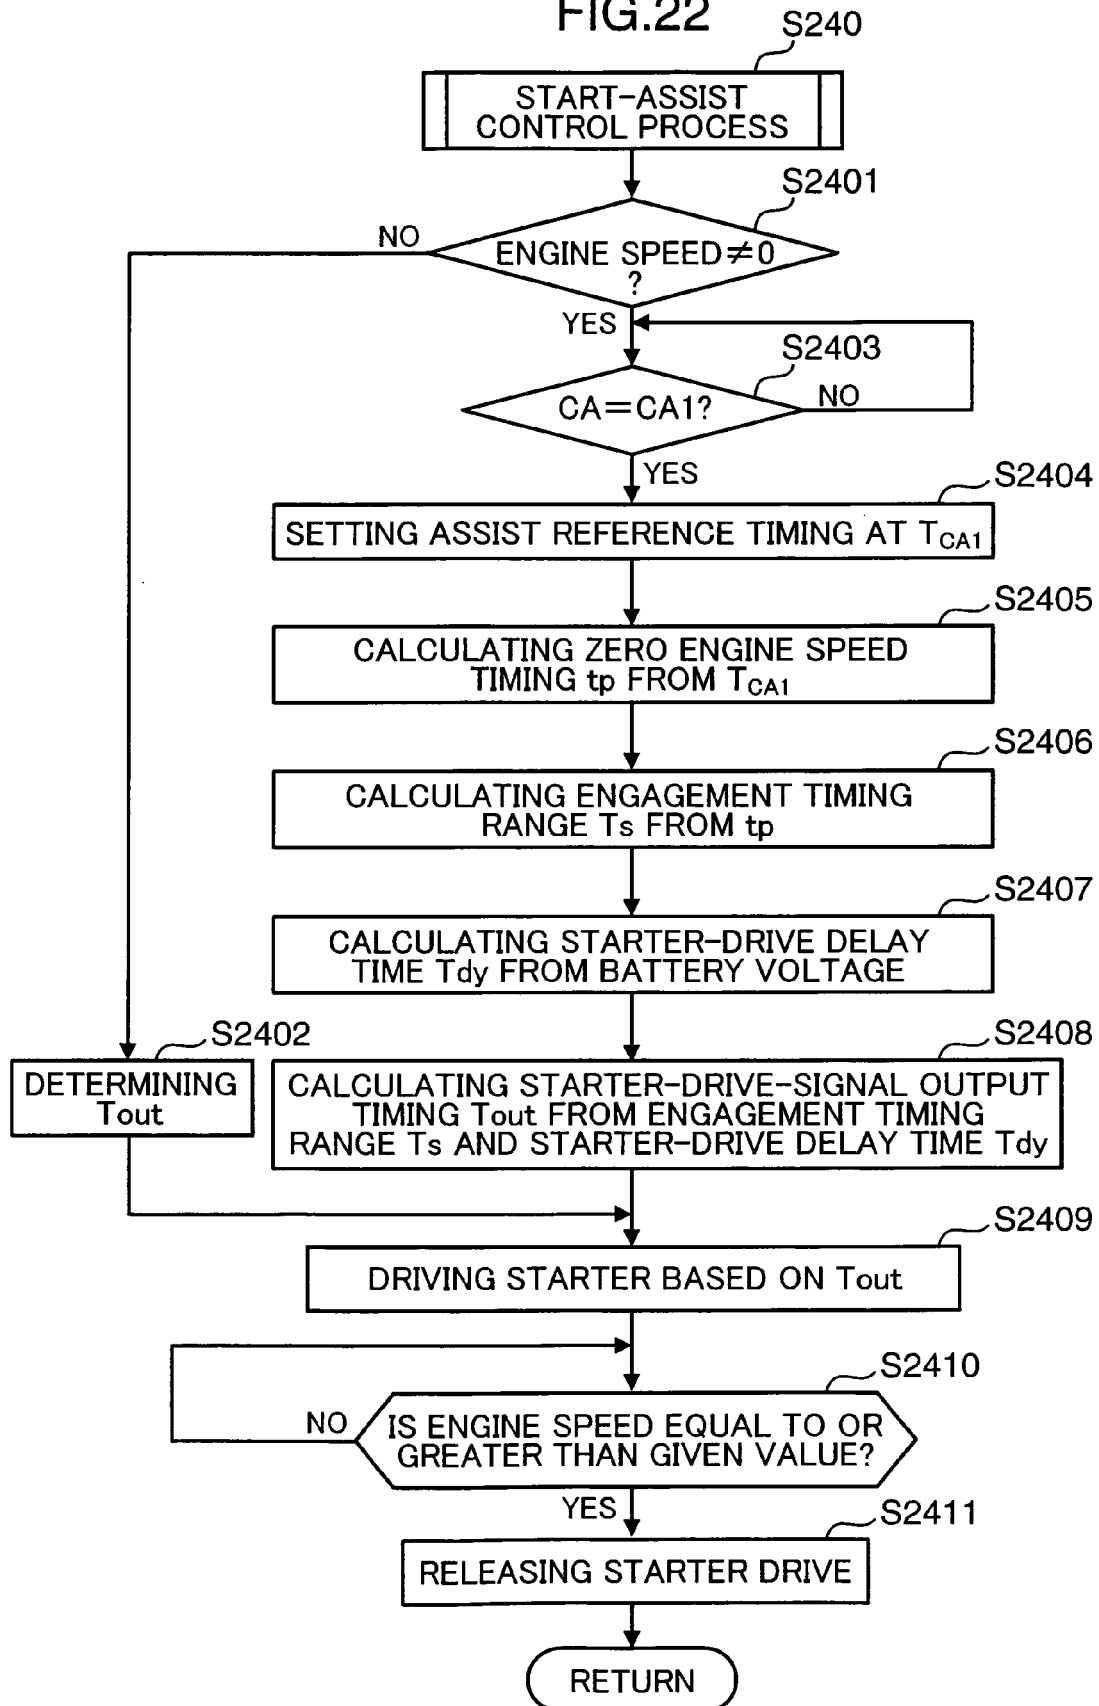 FIG.22
S240
START-ASSIST
CONTROL PROCESS
S2401
NO
ENGINE SPEED≠0
?
YES
S2403
CA=CA1?
NO
YES
S2404
SETTING ASSIST REFERENCE TIMING AT TCA1
S2405
CALCULATING ZERO ENGINE SPEED
TIMING tp FROM TCA1
S2406
CALCULATING ENGAGEMENT TIMING
RANGE Ts FROM tp
S2407
CALCULATING STARTER-DRIVE DELAY
TIME Tdy FROM BATTERY VOLTAGE
S2402
DETERMINING
Tout
S2408
CALCULATING STARTER-DRIVE-SIGNAL OUTPUT
TIMING Tout FROM ENGAGEMENT TIMING
RANGE Ts AND STARTER-DRIVE DELAY TIME Tdy
S2409
DRIVING STARTER BASED ON Tout
S2410
NO
IS ENGINE SPEED EQUAL TO OR
GREATER THAN GIVEN VALUE?
YES
S2411
RELEASING STARTER DRIVE
RETURN